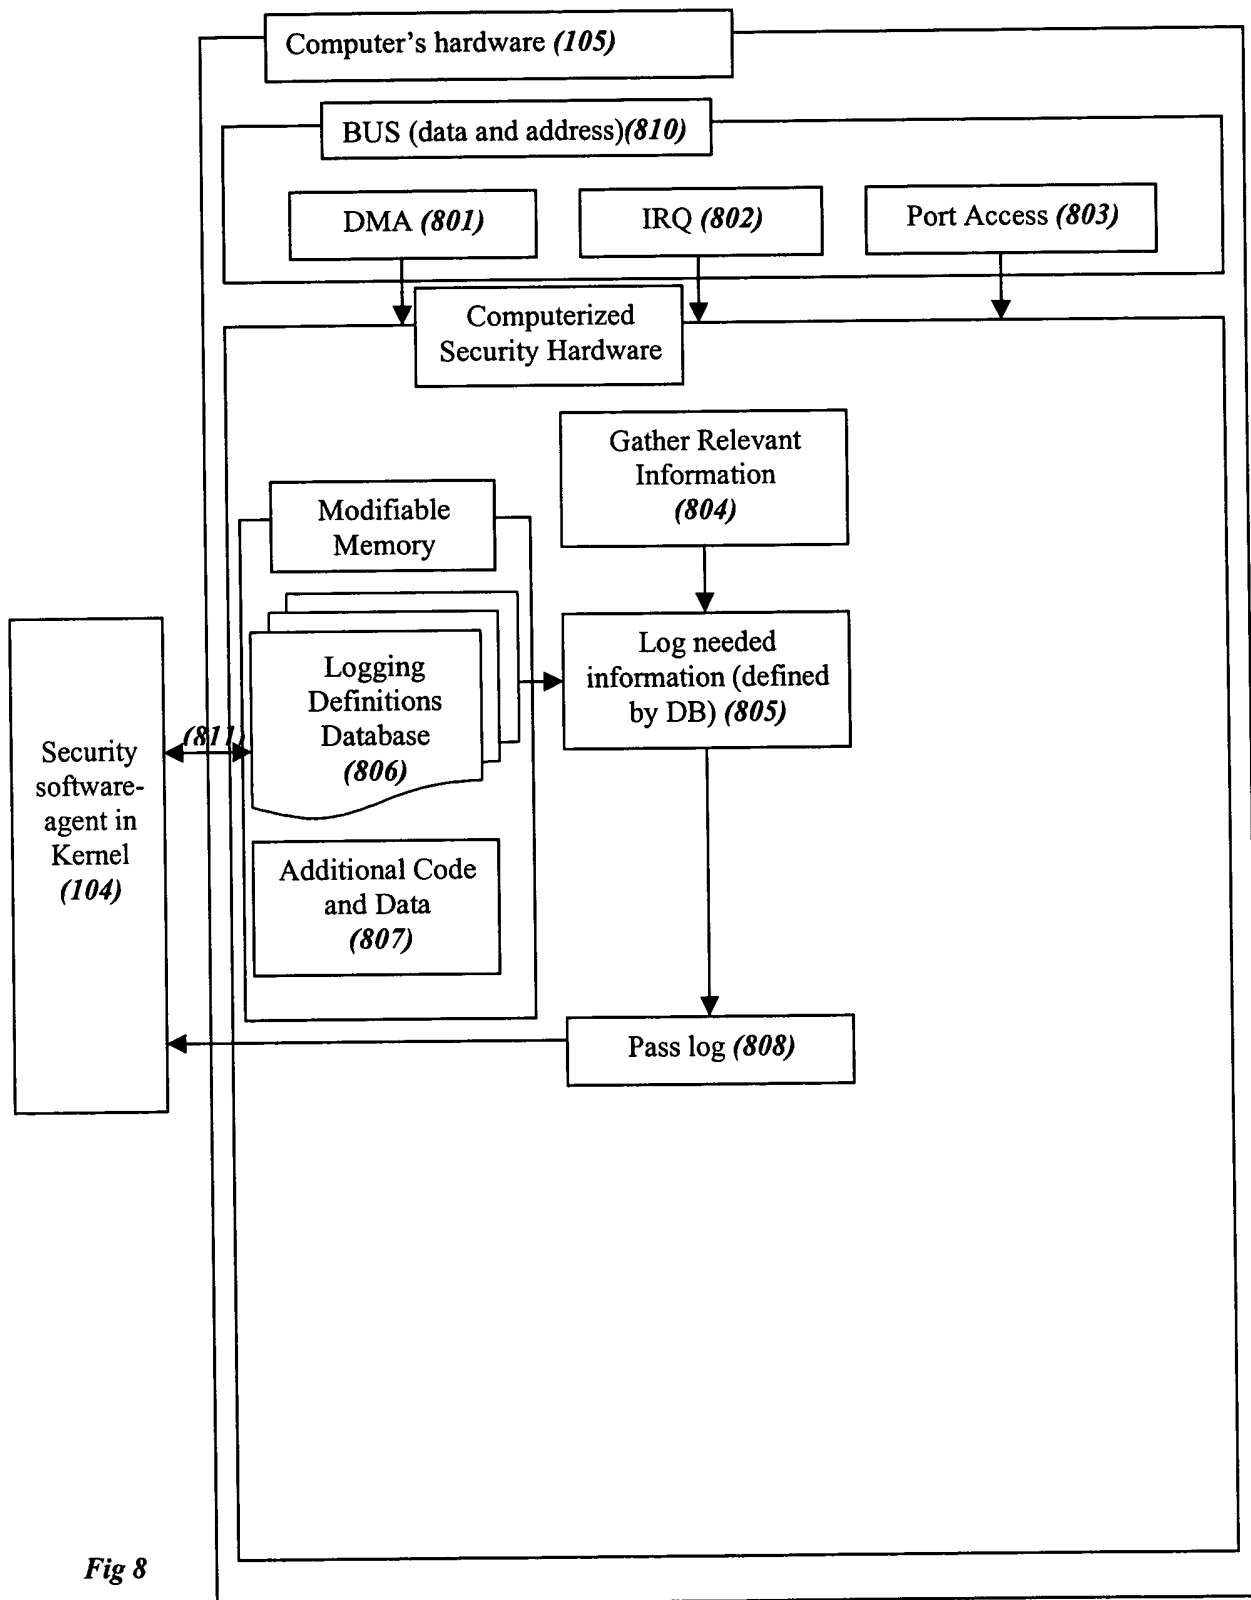 Computer's hardware (105)
BUS (data and address)(810)
DMA (801)
IRQ (802)
Port Access (803)
Computerized
Security Hardware
Gather Relevant
Information
(804)
Modifiable
Memory
Log needed
information (defined
by DB) (805)
Logging
Definitions
Database
(806)
(811)
Security
software-
agent in
Kernel
(104)
Additional Code
and Data
(807)
Pass log (808)
Fig 8